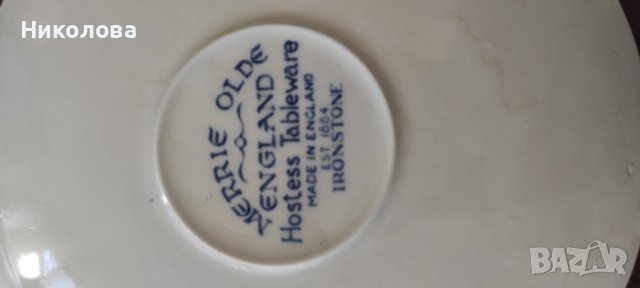 Николова
MERRIE OLDE
ENGLAND
Hostess Tableware
MADE IN ENGLAND
EST 1884
IRONSTONE
BAZAR